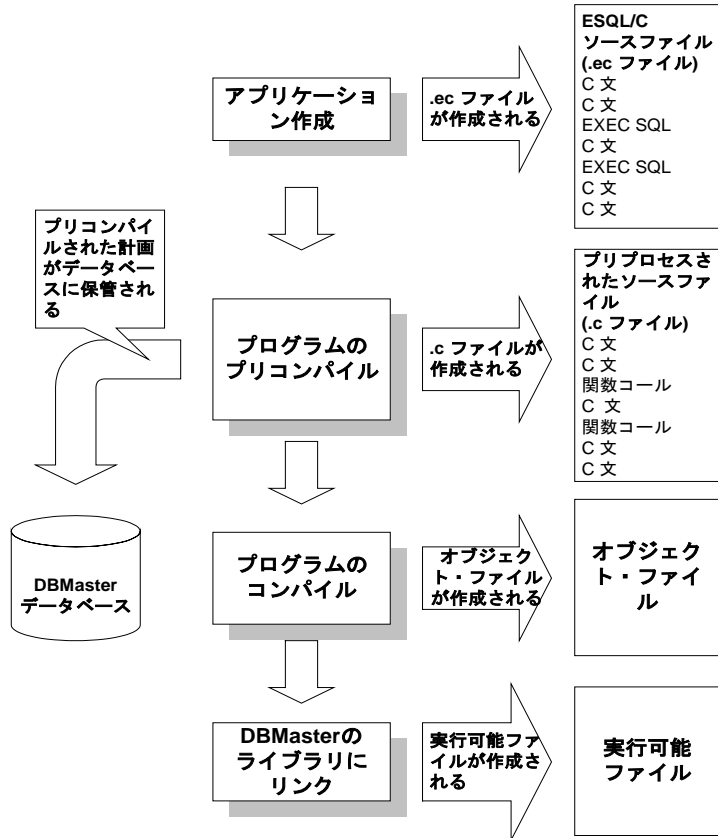 アプリケーショ
ン作成
.ec ファイル
が作成される
ESQL/C
ソースファイル
(.ec ファイル)
C 文
C 文
EXEC SQL
C 文
EXEC SQL
C 文
C 文
プリコンパイ
ルされた計画
がデータベー
スに保管され
る
プログラムの
プリコンパイル
.c ファイルが
作成される
プリプロセスさ
れたソースファ
イル
(.c ファイル)
C 文
C 文
関数コール
C 文
関数コール
C 文
C 文
DBMaster
データベース
プログラムの
コンパイル
オブジェク
ト・ファイル
が作成される
オブジェク
ト・ファイ
ル
DBMasterの
ライブラリに
リンク
実行可能ファ
イルが作成さ
れる
実行可能
ファイル